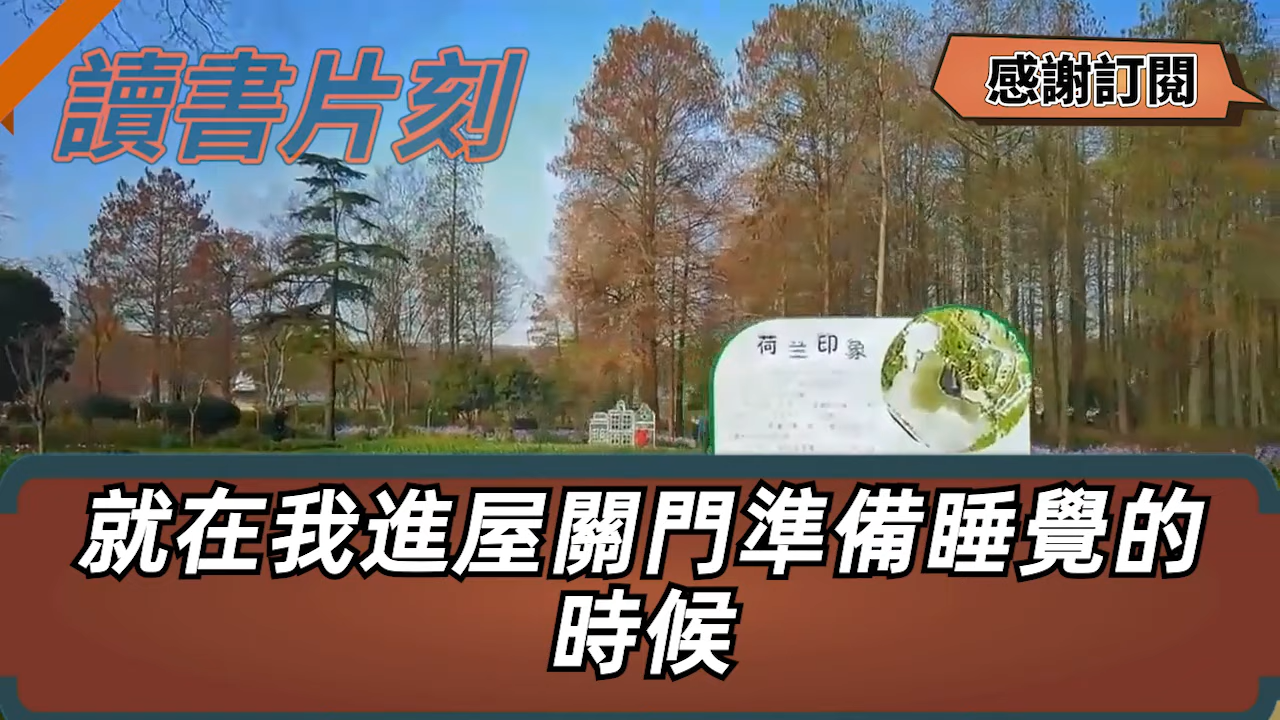 讀書片刻
感謝訂閱
荷兰印象
就在我進屋關門準備睡覺的
時候